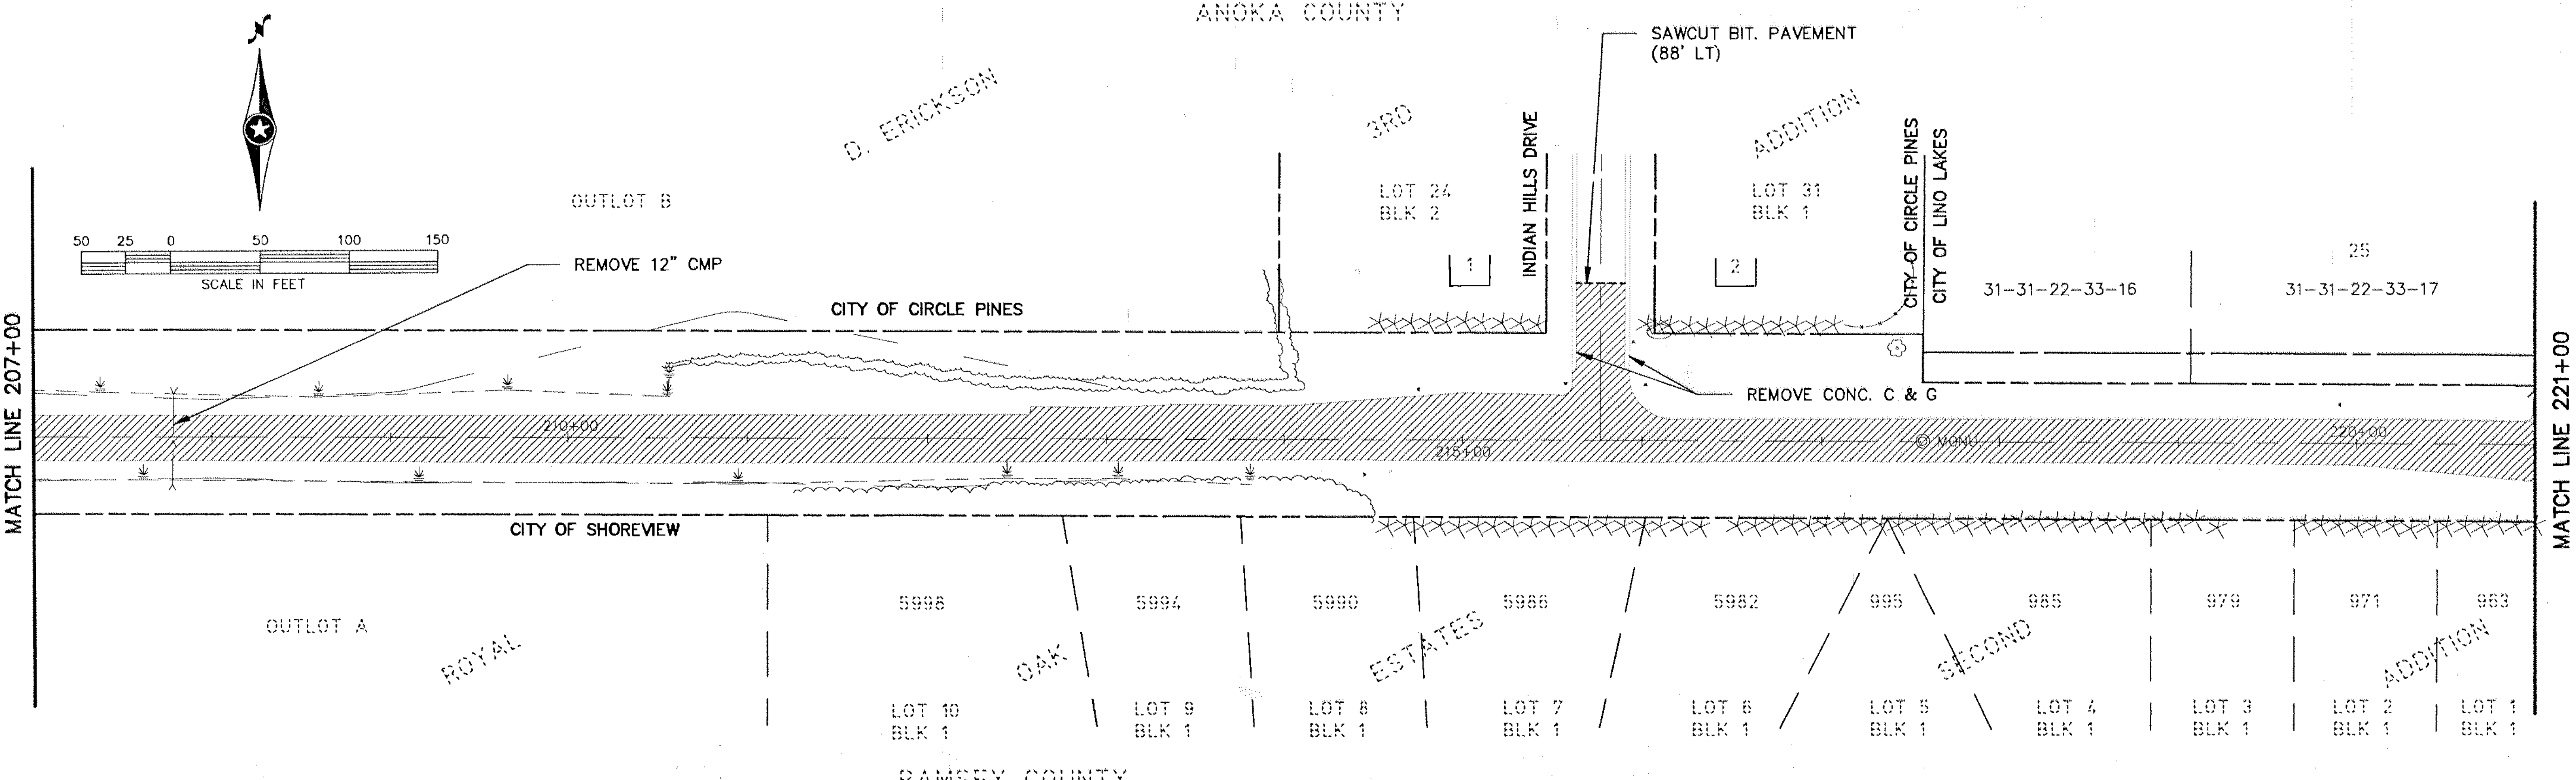 ANOKA COUNTY
SAWCUT BIT. PAVEMENT
(88' LT)
D. ERICKSON
3RD
ADDITION
INDIAN HILLS DRIVE
CITY OF CIRCLE PINES
CITY OF LINO LAKES
OUTLOT B
LOT 24
BLK 2
LOT 31
BLK 1
50 25 0 50 100 150
SCALE IN FEET
REMOVE 12" CMP
1
2
25
31-31-22-33-16
31-31-22-33-17
CITY OF CIRCLE PINES
MATCH LINE 207+00
MATCH LINE 221+00
REMOVE CONC. C & G
210+00
215+00
MONU
220+00
CITY OF SHOREVIEW
5998
5994
5990
5986
5982
995
985
979
971
963
OUTLOT A
ROYAL
OAK
ESTATES
SECOND
ADDITION
LOT 10
BLK 1
LOT 9
BLK 1
LOT 8
BLK 1
LOT 7
BLK 1
LOT 6
BLK 1
LOT 5
BLK 1
LOT 4
BLK 1
LOT 3
BLK 1
LOT 2
BLK 1
LOT 1
BLK 1
RAMSEY COUNTY